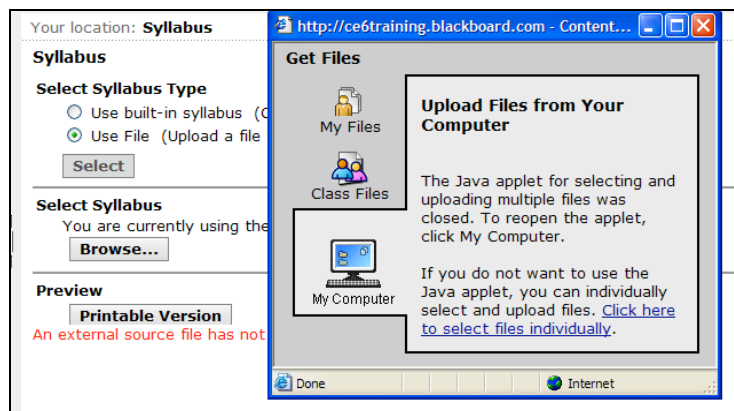 Your location: Syllabus
Syllabus
Select Syllabus Type
Use built-in syllabus (
Use File (Upload a file
Select
Select Syllabus
You are currently using the
Browse...
Preview
Printable Version
An external source file has not
http://ce6training.blackboard.com - Content...
Get Files
My Files
Class Files
My Computer
Upload Files from Your
Computer
The Java applet for selecting and
uploading multiple files was
closed. To reopen the applet,
click My Computer.
If you do not want to use the
Java applet, you can individually
select and upload files. Click here
to select files individually.
Done
Internet